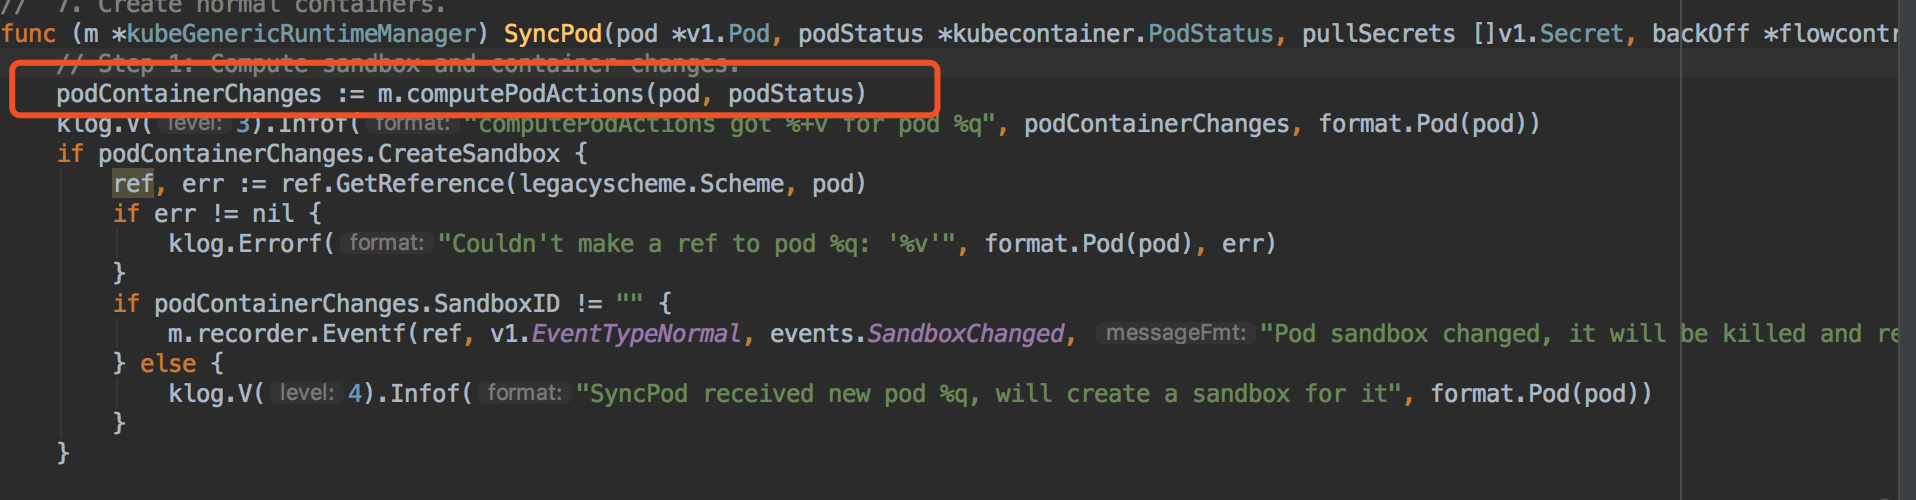 // 7. Create normal containers.
func (m *kubeGenericRuntimeManager) SyncPod(pod *v1.Pod, podStatus *kubecontainer.PodStatus, pullSecrets []v1.Secret, backOff *flowcontr
// Step 1: Compute sandbox and container changes.
podContainerChanges := m.computePodActions(pod, podStatus)
klog.V( level: 3).Infof( format: "computePodActions got %+v for pod %q", podContainerChanges, format.Pod(pod))
if podContainerChanges.CreateSandbox {
ref, err := ref.GetReference(legacyscheme.Scheme, pod)
if err != nil {
klog.Errorf( format: "Couldn't make a ref to pod %q: '%v'", format.Pod(pod), err)
}
if podContainerChanges.SandboxID != "" {
m.recorder.Eventf(ref, v1.EventTypeNormal, events.SandboxChanged, messageFmt: "Pod sandbox changed, it will be killed and re
} else {
klog.V( level: 4).Infof( format: "SyncPod received new pod %q, will create a sandbox for it", format.Pod(pod))
}
}